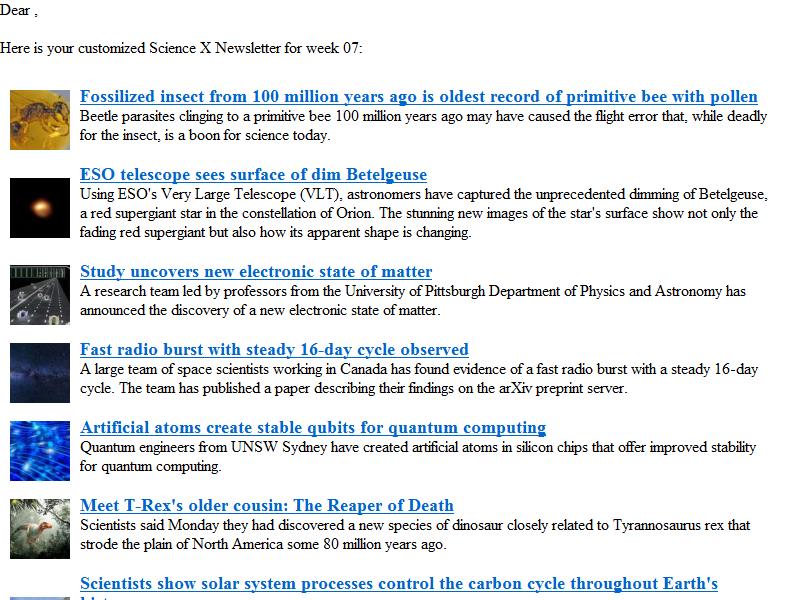 Dear ,
Here is your customized Science X Newsletter for week 07:
Fossilized insect from 100 million years ago is oldest record of primitive bee with pollen
Beetle parasites clinging to a primitive bee 100 million years ago may have caused the flight error that, while deadly
for the insect, is a boon for science today.
ESO telescope sees surface of dim Betelgeuse
Using ESO's Very Large Telescope (VLT), astronomers have captured the unprecedented dimming of Betelgeuse,
a red supergiant star in the constellation of Orion. The stunning new images of the star's surface show not only the
fading red supergiant but also how its apparent shape is changing.
Study uncovers new electronic state of matter
A research team led by professors from the University of Pittsburgh Department of Physics and Astronomy has
announced the discovery of a new electronic state of matter.
Fast radio burst with steady 16-day cycle observed
A large team of space scientists working in Canada has found evidence of a fast radio burst with a steady 16-day
cycle. The team has published a paper describing their findings on the arXiv preprint server.
Artificial atoms create stable qubits for quantum computing
Quantum engineers from UNSW Sydney have created artificial atoms in silicon chips that offer improved stability
for quantum computing.
Meet T-Rex's older cousin: The Reaper of Death
Scientists said Monday they had discovered a new species of dinosaur closely related to Tyrannosaurus rex that
strode the plain of North America some 80 million years ago.
Scientists show solar system processes control the carbon cycle throughout Earth's